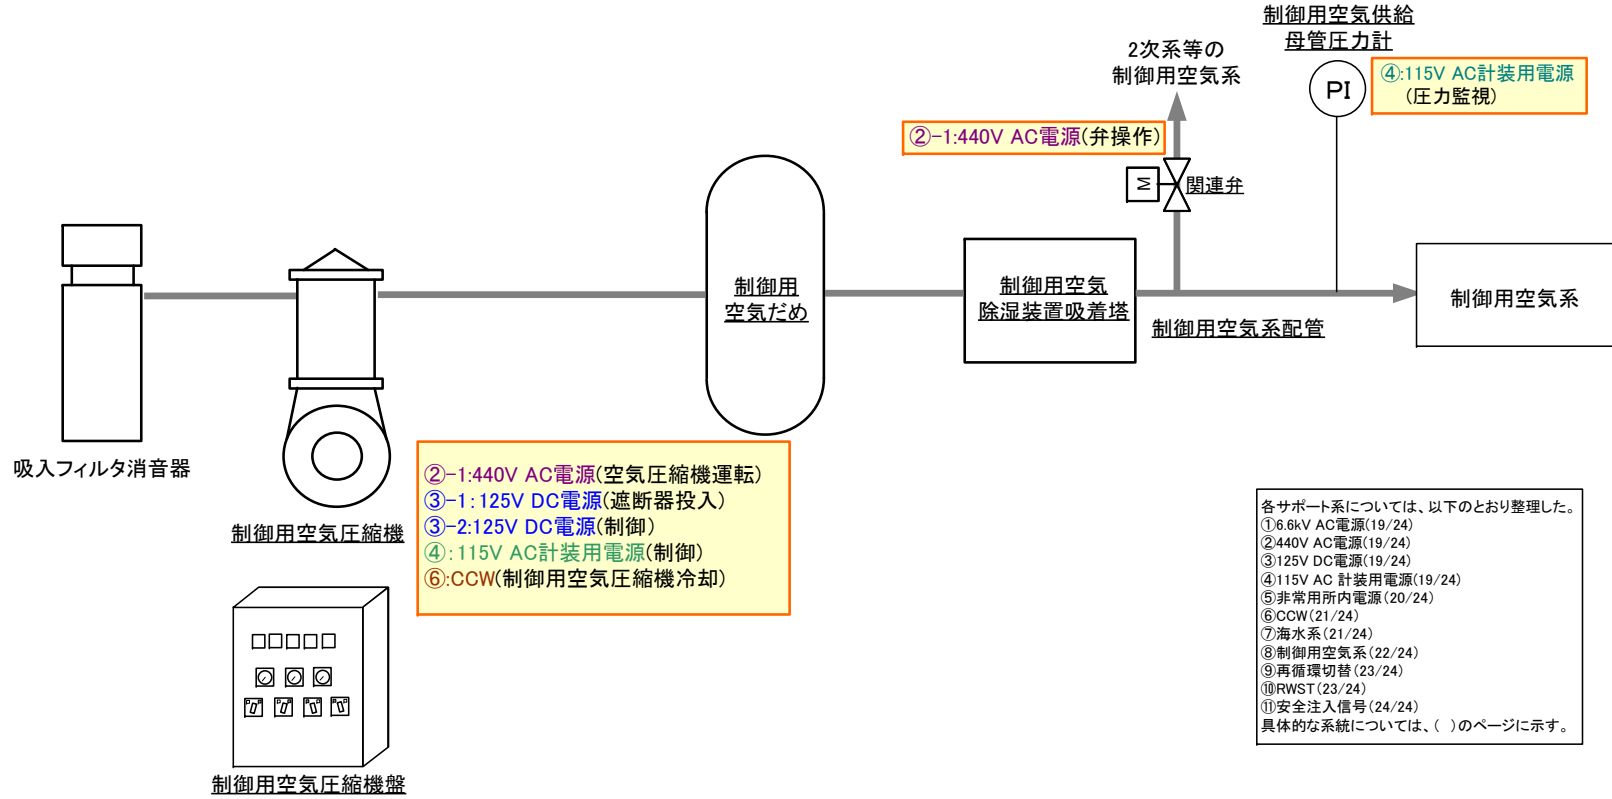 制御用空気供給
母管圧力計
2次系等の
制御用空気系
PI
④:115V AC計装用電源
(圧力監視)
②-1:440V AC電源(弁操作)
M
関連弁
制御用
空気だめ
制御用空気
除湿装置吸着塔
制御用空気系配管
制御用空気系
吸入フィルタ消音器
制御用空気圧縮機
②-1:440V AC電源(空気圧縮機運転)
③-1:125V DC電源(遮断器投入)
③-2:125V DC電源(制御)
④:115V AC計装用電源(制御)
⑥:CCW(制御用空気圧縮機冷却)
制御用空気圧縮機盤
各サポート系については、以下のとおり整理した。
①6.6kV AC電源(19/24)
②440V AC電源(19/24)
③125V DC電源(19/24)
④115V AC 計装用電源(19/24)
⑤非常用所内電源(20/24)
⑥CCW(21/24)
⑦海水系(21/24)
⑧制御用空気系(22/24)
⑨再循環切替(23/24)
⑩RWST(23/24)
⑪安全注入信号(24/24)
具体的な系統については、( )のページに示す。